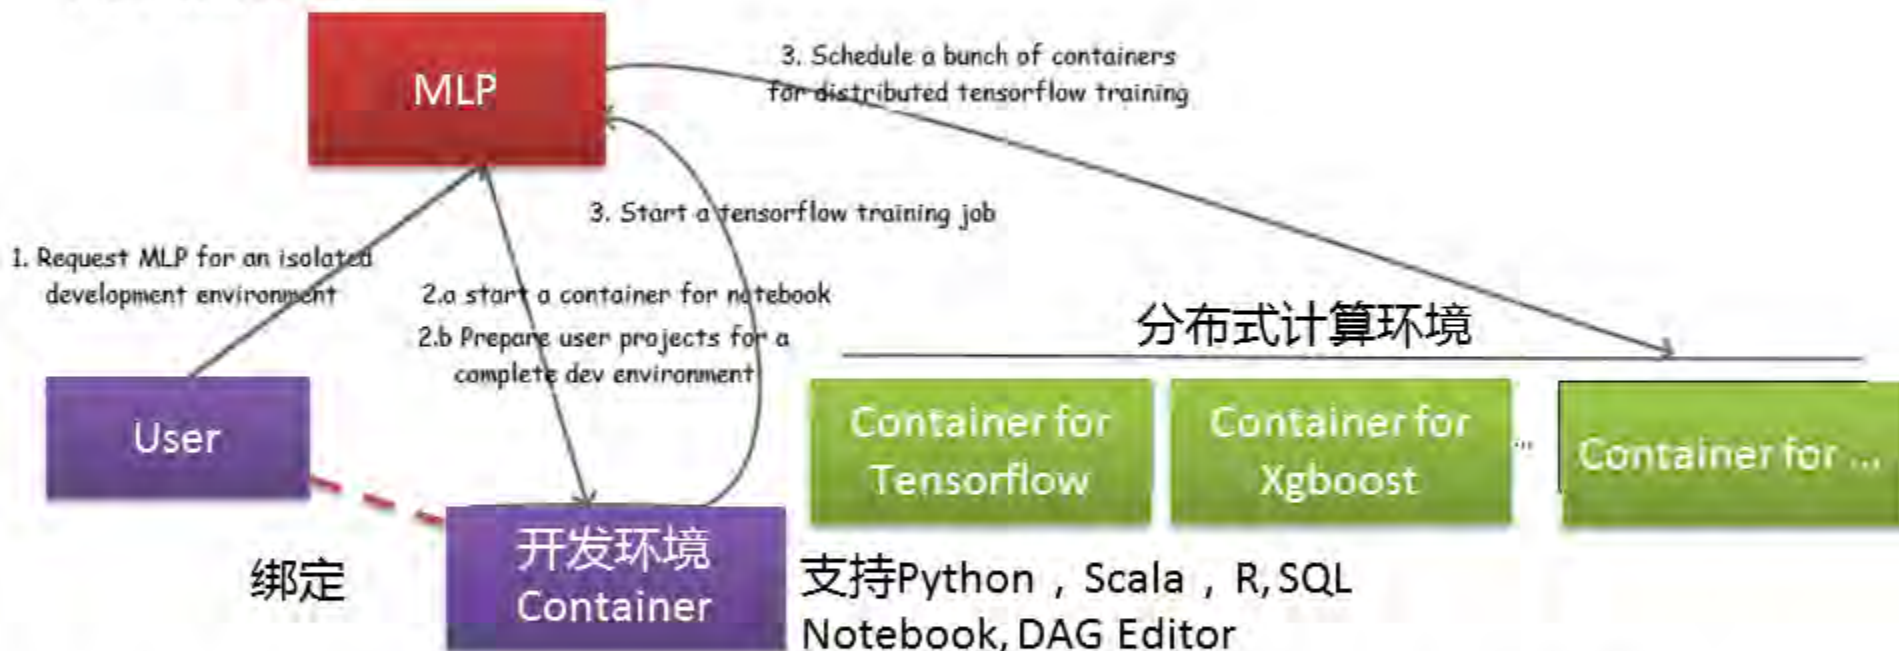 MLP
3. Schedule a bunch of containers
for distributed tensorflow training
3. Start a tensorflow training job
1. Request MLP for an isolated
development environment
2.a start a container for notebook
2.b Prepare user projects for a
complete dev environment
分布式计算环境
User
Container for
Tensorflow
Container for
Xgboost
...
Container for ...
绑定
开发环境
Container
支持Python，Scala，R, SQL
Notebook, DAG Editor